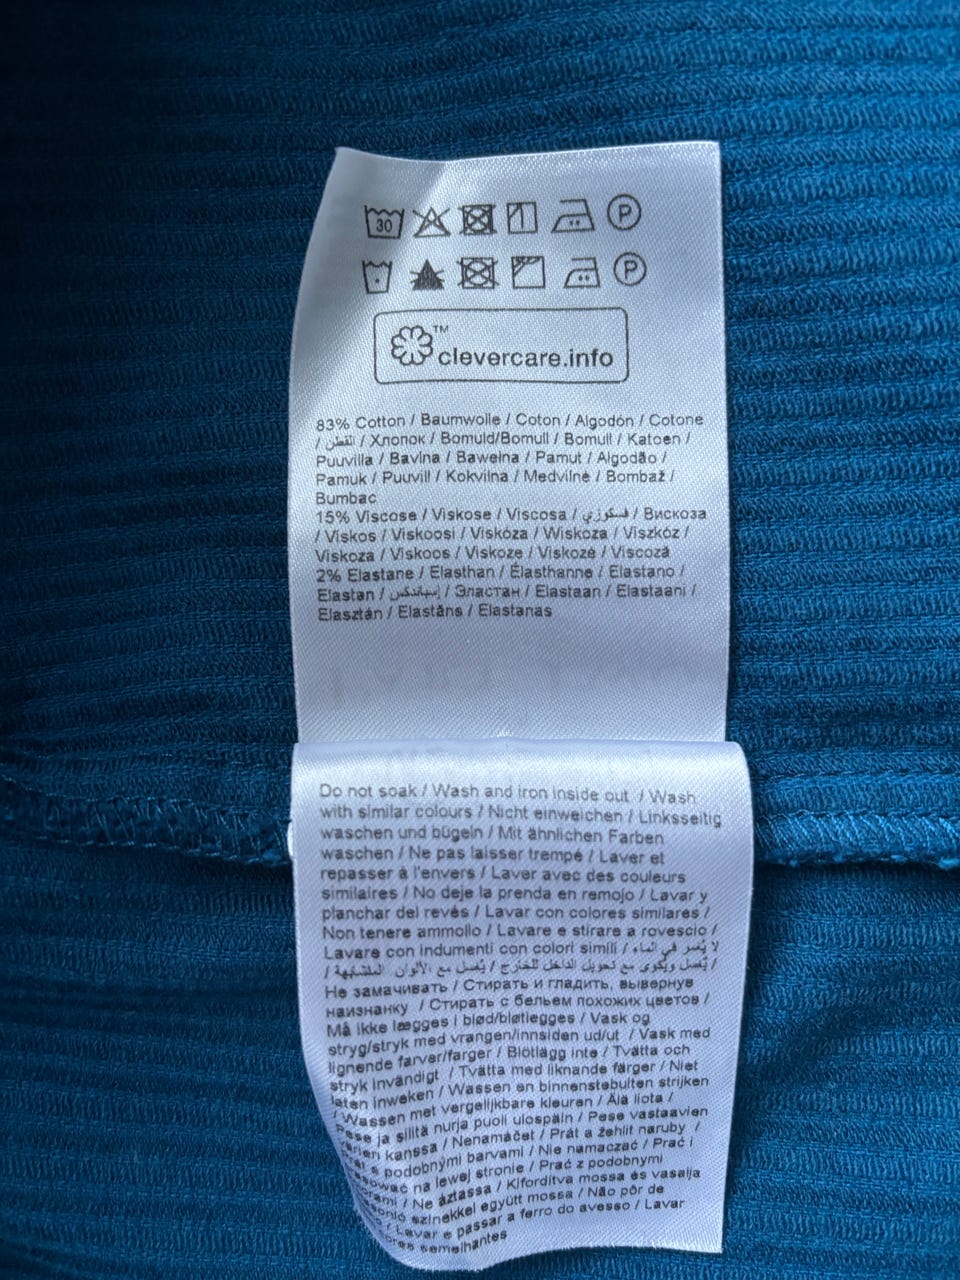 30 P
P
™
clevercare.info
83% Cotton / Baumwolle / Coton / Algodón / Cotone
/ القطن / Хлопок / Bomuld/Bomull / Bomull / Katoen /
Puuvilla / Bavlna / Bawełna / Pamut / Algodão /
Pamuk / Puuvill / Kokvilna / Medvilnė / Bombaž /
Bumbac
15% Viscose / Viskose / Viscosa / فسكوزي / Вискоза
/ Viskos / Viskoosi / Viskóza / Wiskoza / Viszkóz /
Viskoza / Viskoos / Viskoze / Viskozė / Viscoză
2% Elastane / Elasthan / Élasthanne / Elastano /
Elastan / إسباندكس / Эластан / Elastaan / Elastaani /
Elasztán / Elastāns / Elastanas
Do not soak / Wash and iron inside out / Wash
with similar colours / Nicht einweichen / Linksseitig
waschen und bügeln / Mit ähnlichen Farben
waschen / Ne pas laisser trempé / Laver et
repasser à l'envers / Laver avec des couleurs
similaires / No deje la prenda en remojo / Lavar y
planchar del revés / Lavar con colores similares /
Non tenere ammollo / Lavare e stirare a rovescio /
Lavare con indumenti con colori simili / لا يُسر في الماء
/ يُغسل ويُكوى مع تحويل الداخل للخارج / يُغسل مع الألوان المتشابهة /
Не замачивать / Стирать и гладить, вывернув
наизнанку / Стирать с бельем похожих цветов /
Må ikke lægges i blød/bløtlegges / Vask og
stryg/stryk med vrangen/innsiden ud/ut / Vask med
lignende farver/farger / Blötlägg inte / Tvätta och
stryk invändigt / Tvätta med liknande färger / Niet
laten inweken / Wassen en binnenstebuiten strijken
/ Wassen met vergelijkbare kleuren / Älä liota /
Pese ja silitä nurja puoli ulospäin / Pese vastaavien
värien kanssa / Nenamáčet / Prát a žehlit naruby /
Prát s podobnými barvami / Nie namaczać / Prać i
prasować na lewej stronie / Prać z podobnymi
kolorami / Ne áztassa / Kifordítva mossa és vasalja
/ Hasonló színekkel együtt mossa / Não pôr de
/ Lavar e passar a ferro do avesso / Lavar
cores semelhantes